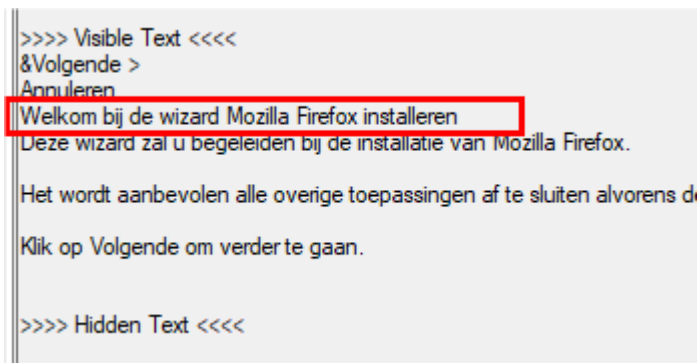 >>>> Visible Text <<<<
&Volgende >
Annuleren
Welkom bij de wizard Mozilla Firefox installeren
Deze wizard zal u begeleiden bij de installatie van Mozilla Firefox.
Het wordt aanbevolen alle overige toepassingen af te sluiten alvorens
Klik op Volgende om verder te gaan.
>>>> Hidden Text <<<<